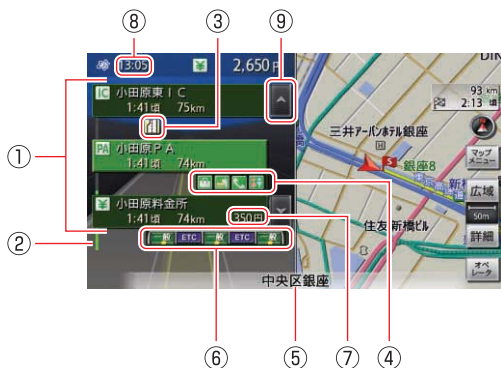 ⑧ ③ ⑨
13:05 ¥ 2,650円
IC 小田原東IC
1:41頃 75km
PA 小田原PA
1:41頃 74km
¥ 小田原料金所
1:41頃 350円
一般 ETC 一般 ETC 一般
① ②
DIN
93 km
2:13 頃
三井アーバンホテル銀座
S 銀座8
新橋
住友新橋ビル
マップ
メニュー
広域
50m
詳細
オペ
レータ
中央区銀座
⑥ ⑤ ⑦ ④